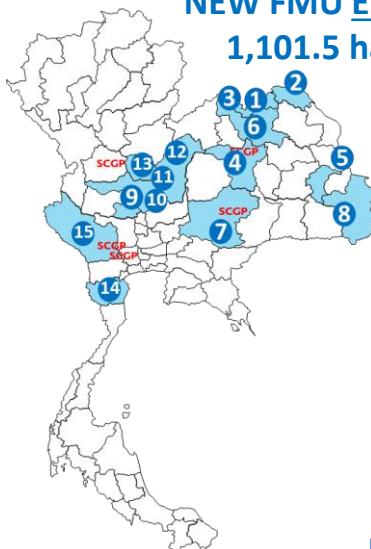 NEW FMU E
1,101.5 ha
2
3
1
6
12
SCGP
4
5
SCGP
13
11
9
10
SCGP
7
8
15
SCGP
SCGP
14